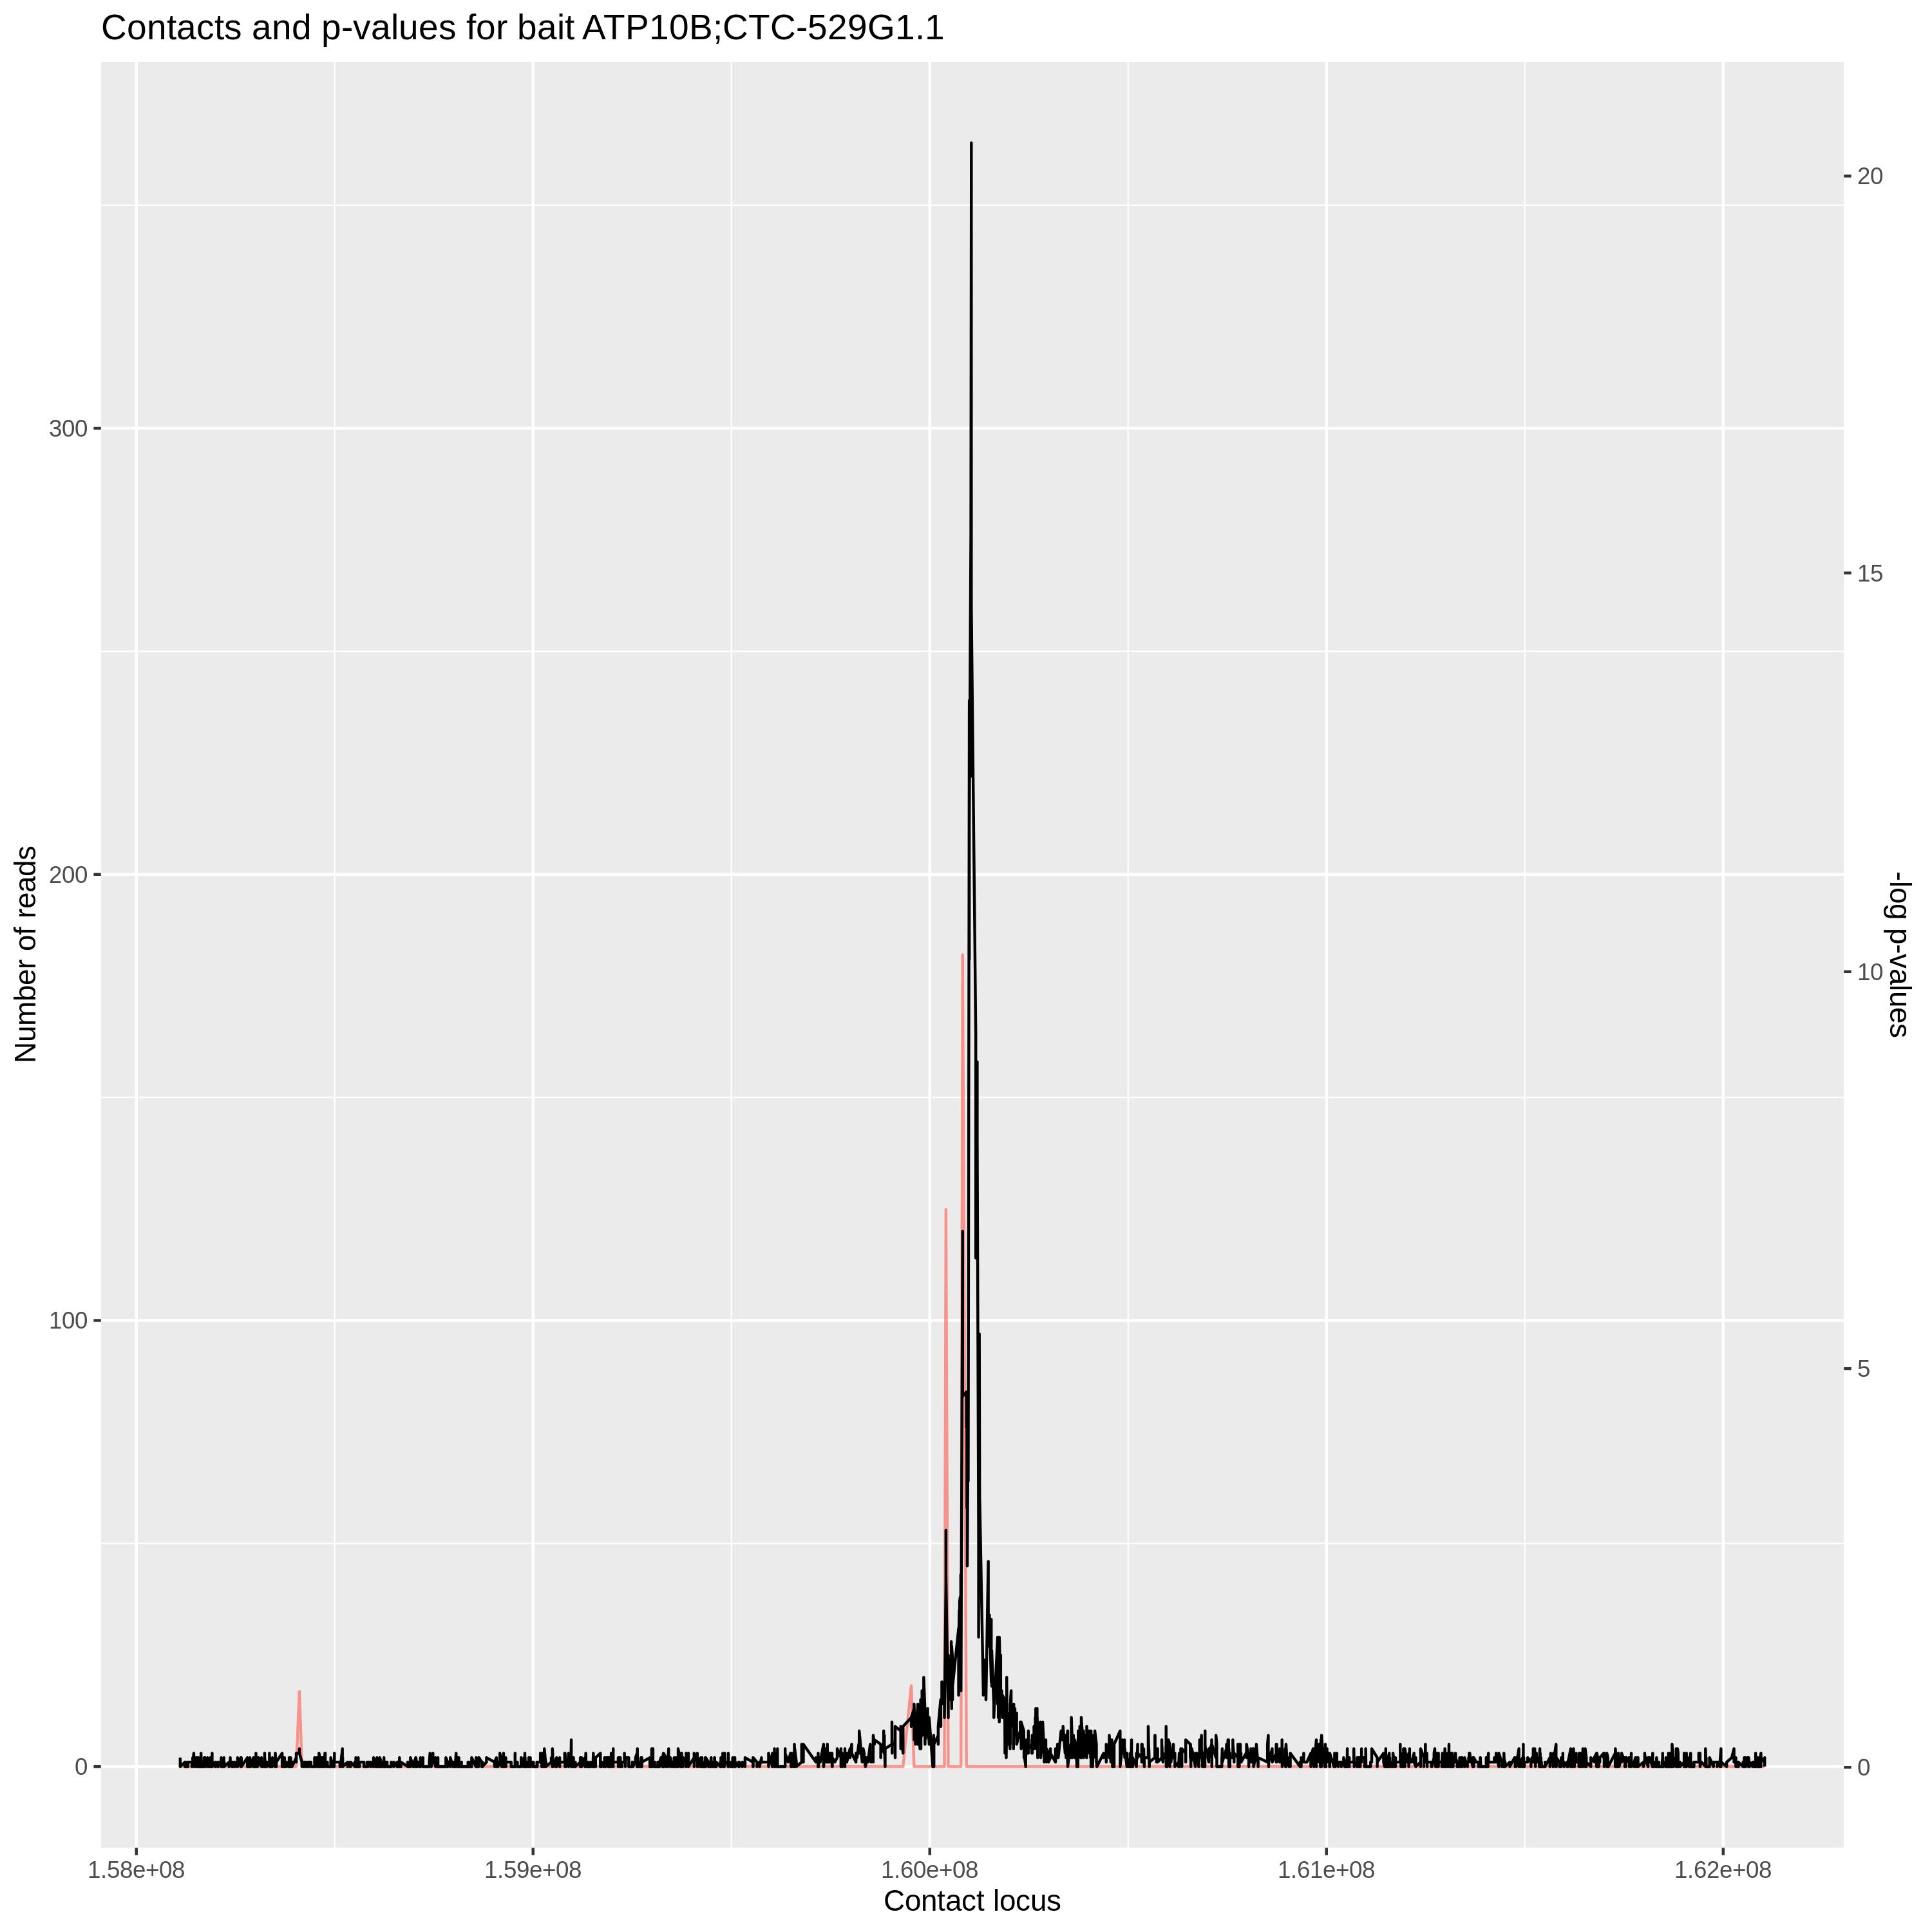 Contacts and p-values for bait ATP10B;CTC-529G1.1
300
200
100
0
Number of reads
20
15
10
5
0
-log p-values
1.58e+08 1.59e+08 1.60e+08 1.61e+08 1.62e+08
Contact locus